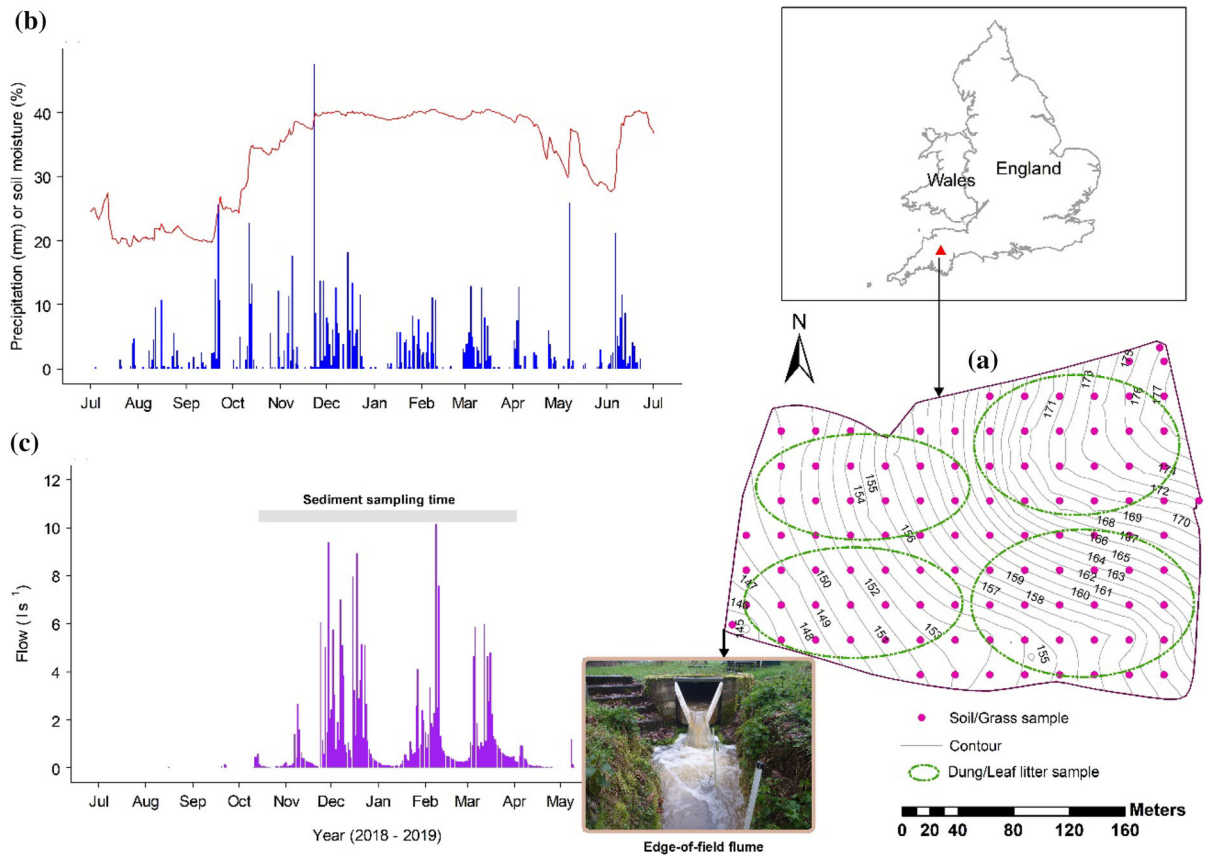 (b)
Precipitation (mm) or soil moisture (%)
50
40
30
20
10
0
Jul Aug Sep Oct Nov Dec Jan Feb Mar Apr May Jun Jul
(c)
Flow (l s⁻¹)
12
10
8
6
4
2
0
Sediment sampling time
Jul Aug Sep Oct Nov Dec Jan Feb Mar Apr May
Year (2018 - 2019)
Edge-of-field flume
Wales
England
N
(a)
175
173
171
176
177
174
172
170
169
168
167
166
165
164
163
162
161
160
159
158
157
155
154
156
147
150
152
149
148
153
145
155
Soil/Grass sample
Contour
Dung/Leaf litter sample
Meters
0 20 40 80 120 160